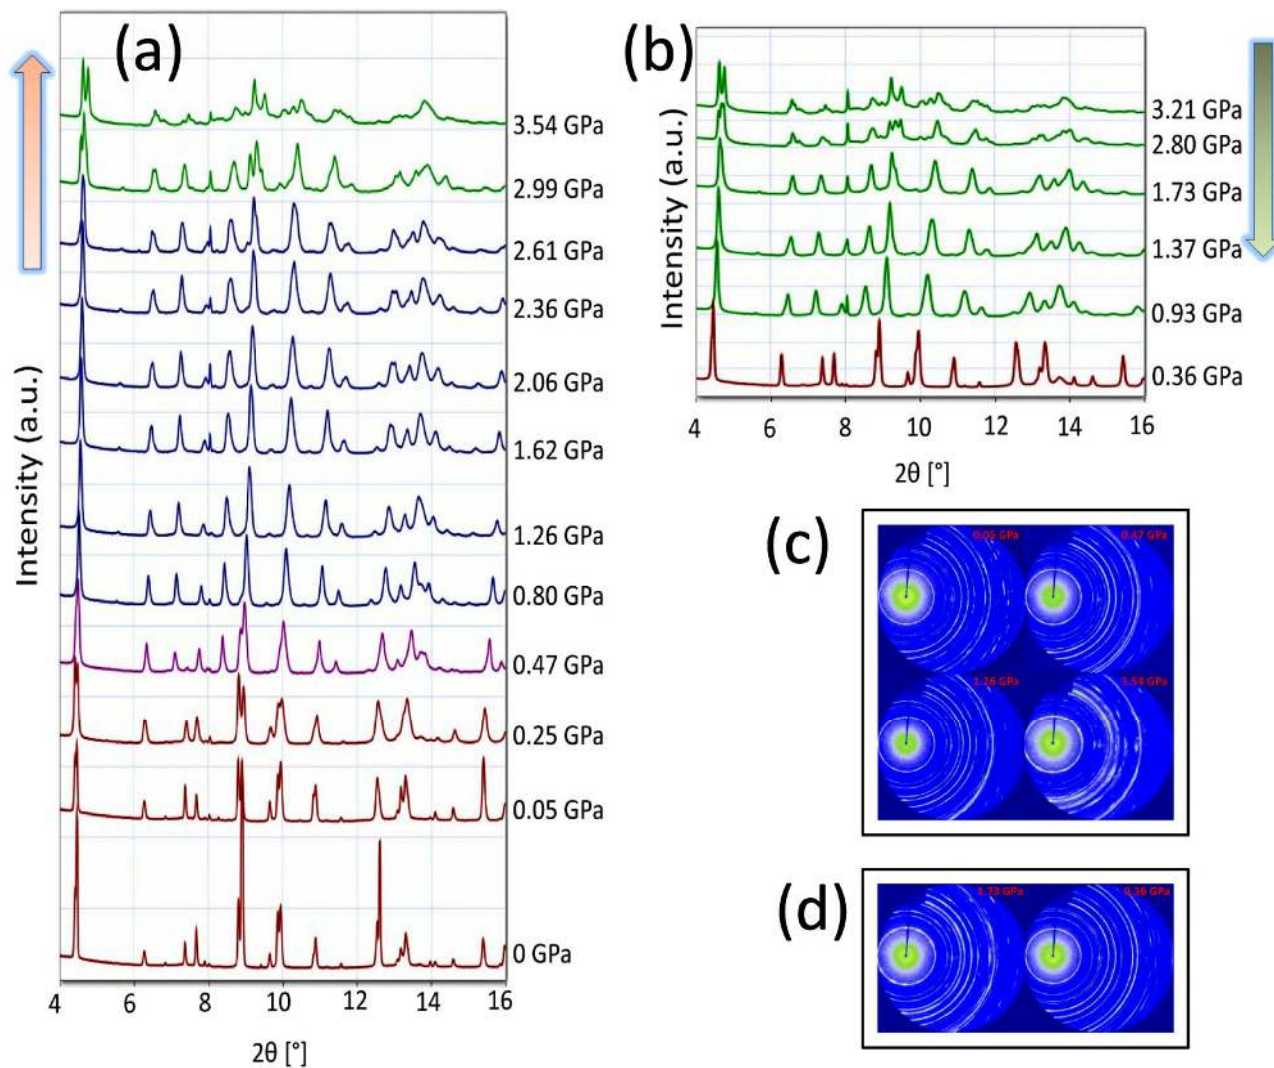 (a)
Intensity (a.u.)
3.54 GPa
2.99 GPa
2.61 GPa
2.36 GPa
2.06 GPa
1.62 GPa
1.26 GPa
0.80 GPa
0.47 GPa
0.25 GPa
0.05 GPa
0 GPa
4 6 8 10 12 14 16
2θ [°]
(b)
Intensity (a.u.)
3.21 GPa
2.80 GPa
1.73 GPa
1.37 GPa
0.93 GPa
0.36 GPa
4 6 8 10 12 14 16
2θ [°]
(c)
0.05 GPa 0.47 GPa
1.26 GPa 3.54 GPa
(d)
1.73 GPa 0.36 GPa